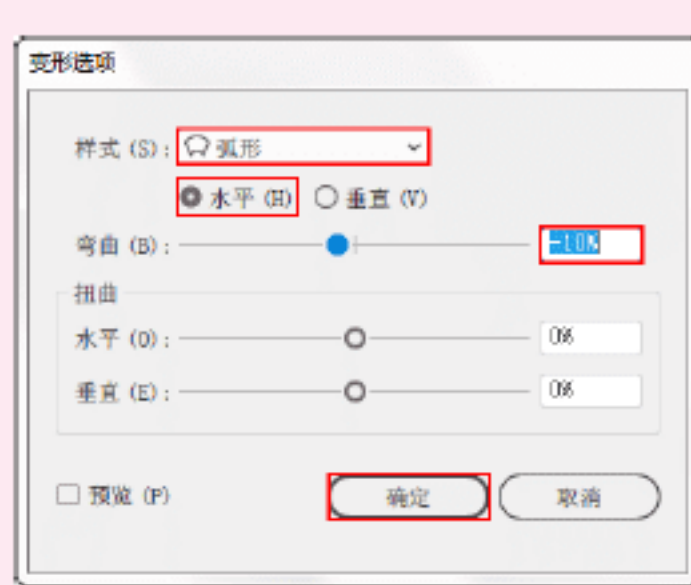 变形选项
样式 (S): 弧形
水平 (H) 垂直 (V)
弯曲 (B): -10%
扭曲
水平 (O): 0%
垂直 (E): 0%
预览 (P) 确定 取消